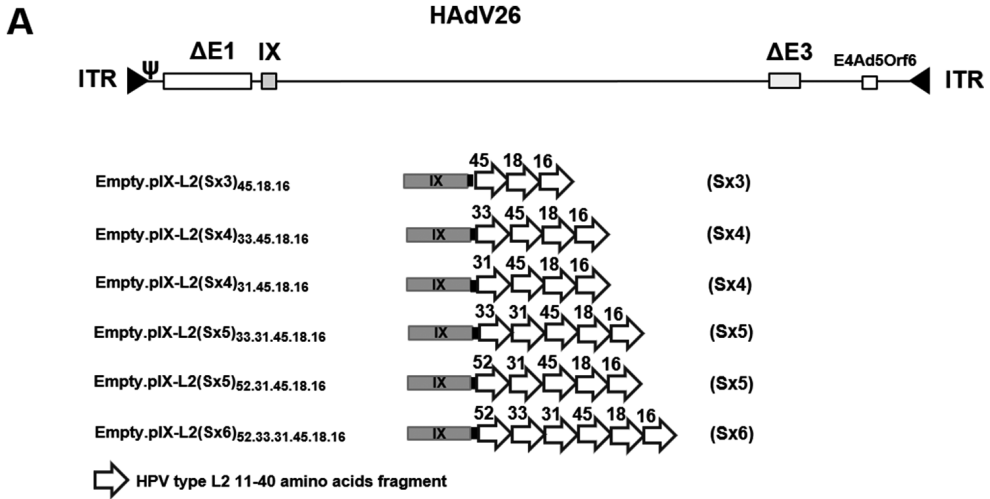 A
HAdV26
ITR Ψ ΔE1 IX ΔE3 E4Ad5Orf6 ITR
Empty.pIX-L2(Sx3)45.18.16 IX 45 18 16 (Sx3)
Empty.pIX-L2(Sx4)33.45.18.16 IX 33 45 18 16 (Sx4)
Empty.pIX-L2(Sx4)31.45.18.16 IX 31 45 18 16 (Sx4)
Empty.pIX-L2(Sx5)33.31.45.18.16 IX 33 31 45 18 16 (Sx5)
Empty.pIX-L2(Sx5)52.31.45.18.16 IX 52 31 45 18 16 (Sx5)
Empty.pIX-L2(Sx6)52.33.31.45.18.16 IX 52 33 31 45 18 16 (Sx6)
HPV type L2 11-40 amino acids fragment